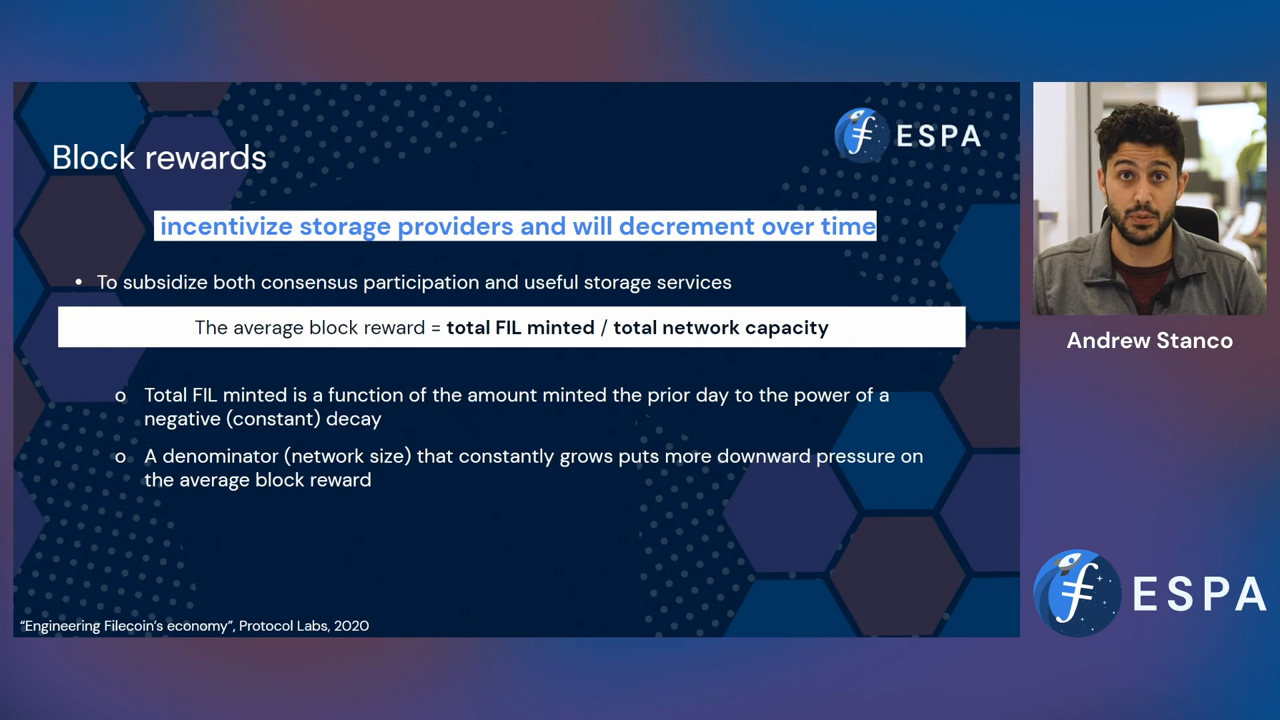 ESPA
Block rewards
incentivize storage providers and will decrement over time
• To subsidize both consensus participation and useful storage services
The average block reward = total FIL minted / total network capacity
o Total FIL minted is a function of the amount minted the prior day to the power of a
negative (constant) decay
o A denominator (network size) that constantly grows puts more downward pressure on
the average block reward
“Engineering Filecoin’s economy”, Protocol Labs, 2020
Andrew Stanco
ESPA